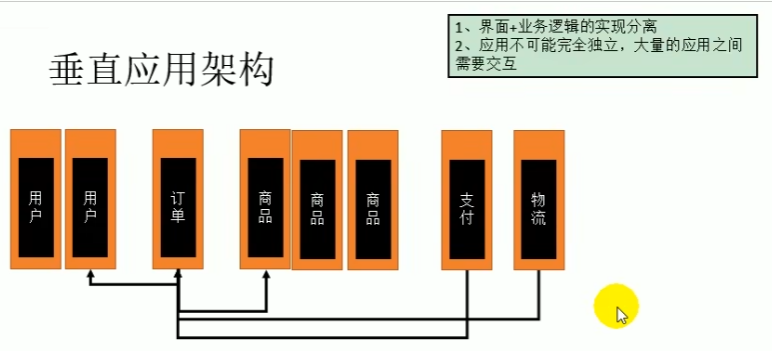 1、界面+业务逻辑的实现分离
2、应用不可能完全独立，大量的应用之间
需要交互
垂直应用架构
用户
用户
订单
商品
商品
商品
支付
物流